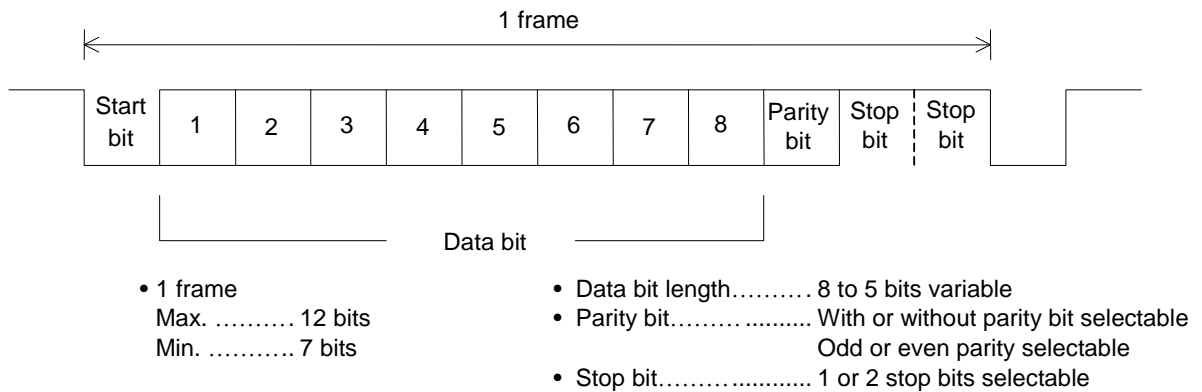 1 frame
Start bit 1 2 3 4 5 6 7 8 Parity bit Stop bit Stop bit
Data bit
• 1 frame
Max. .......... 12 bits
Min. ........... 7 bits
• Data bit length.......... 8 to 5 bits variable
• Parity bit......... .......... With or without parity bit selectable
Odd or even parity selectable
• Stop bit..................... 1 or 2 stop bits selectable